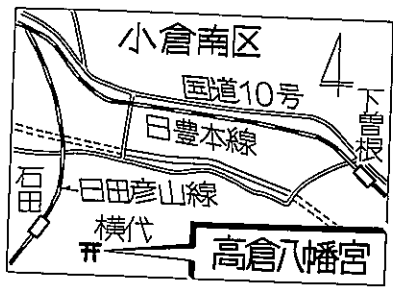 小倉南区
国道10号
日豊本線
下曽根
石田
日田彦山線
横代
高倉八幡宮